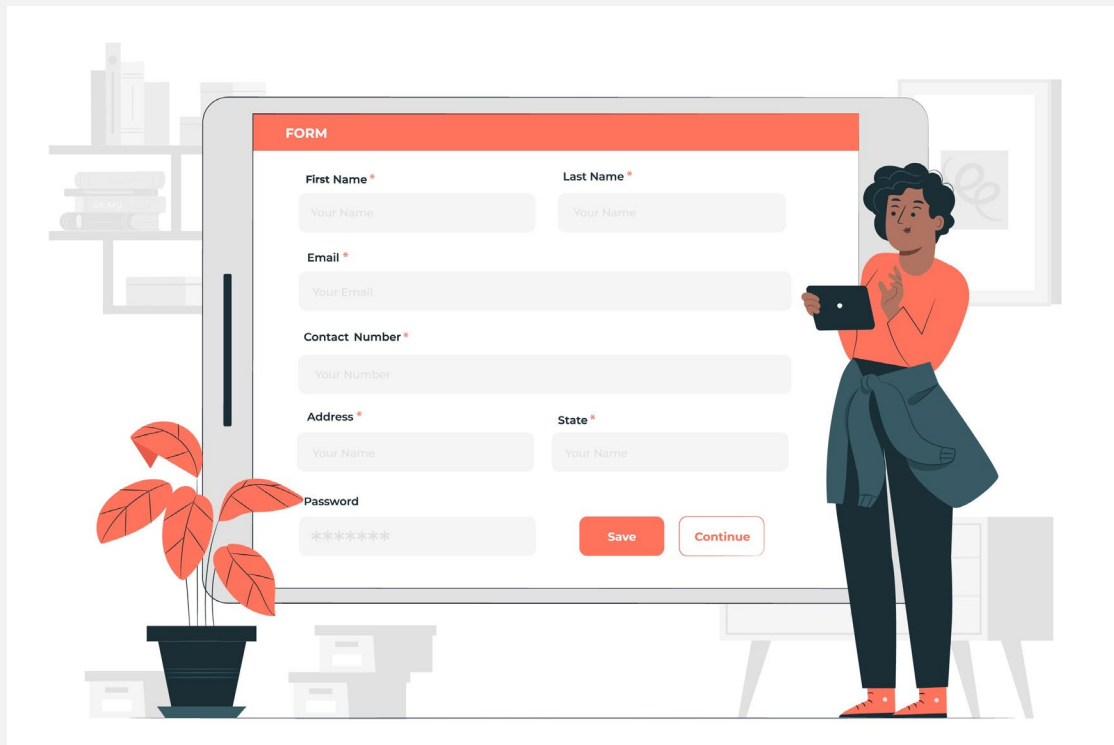 FORM
First Name * Last Name *
Your Name Your Name
Email *
Your Email
Contact Number *
Your Number
Address * State *
Your Name Your Name
Password
******* Save Continue